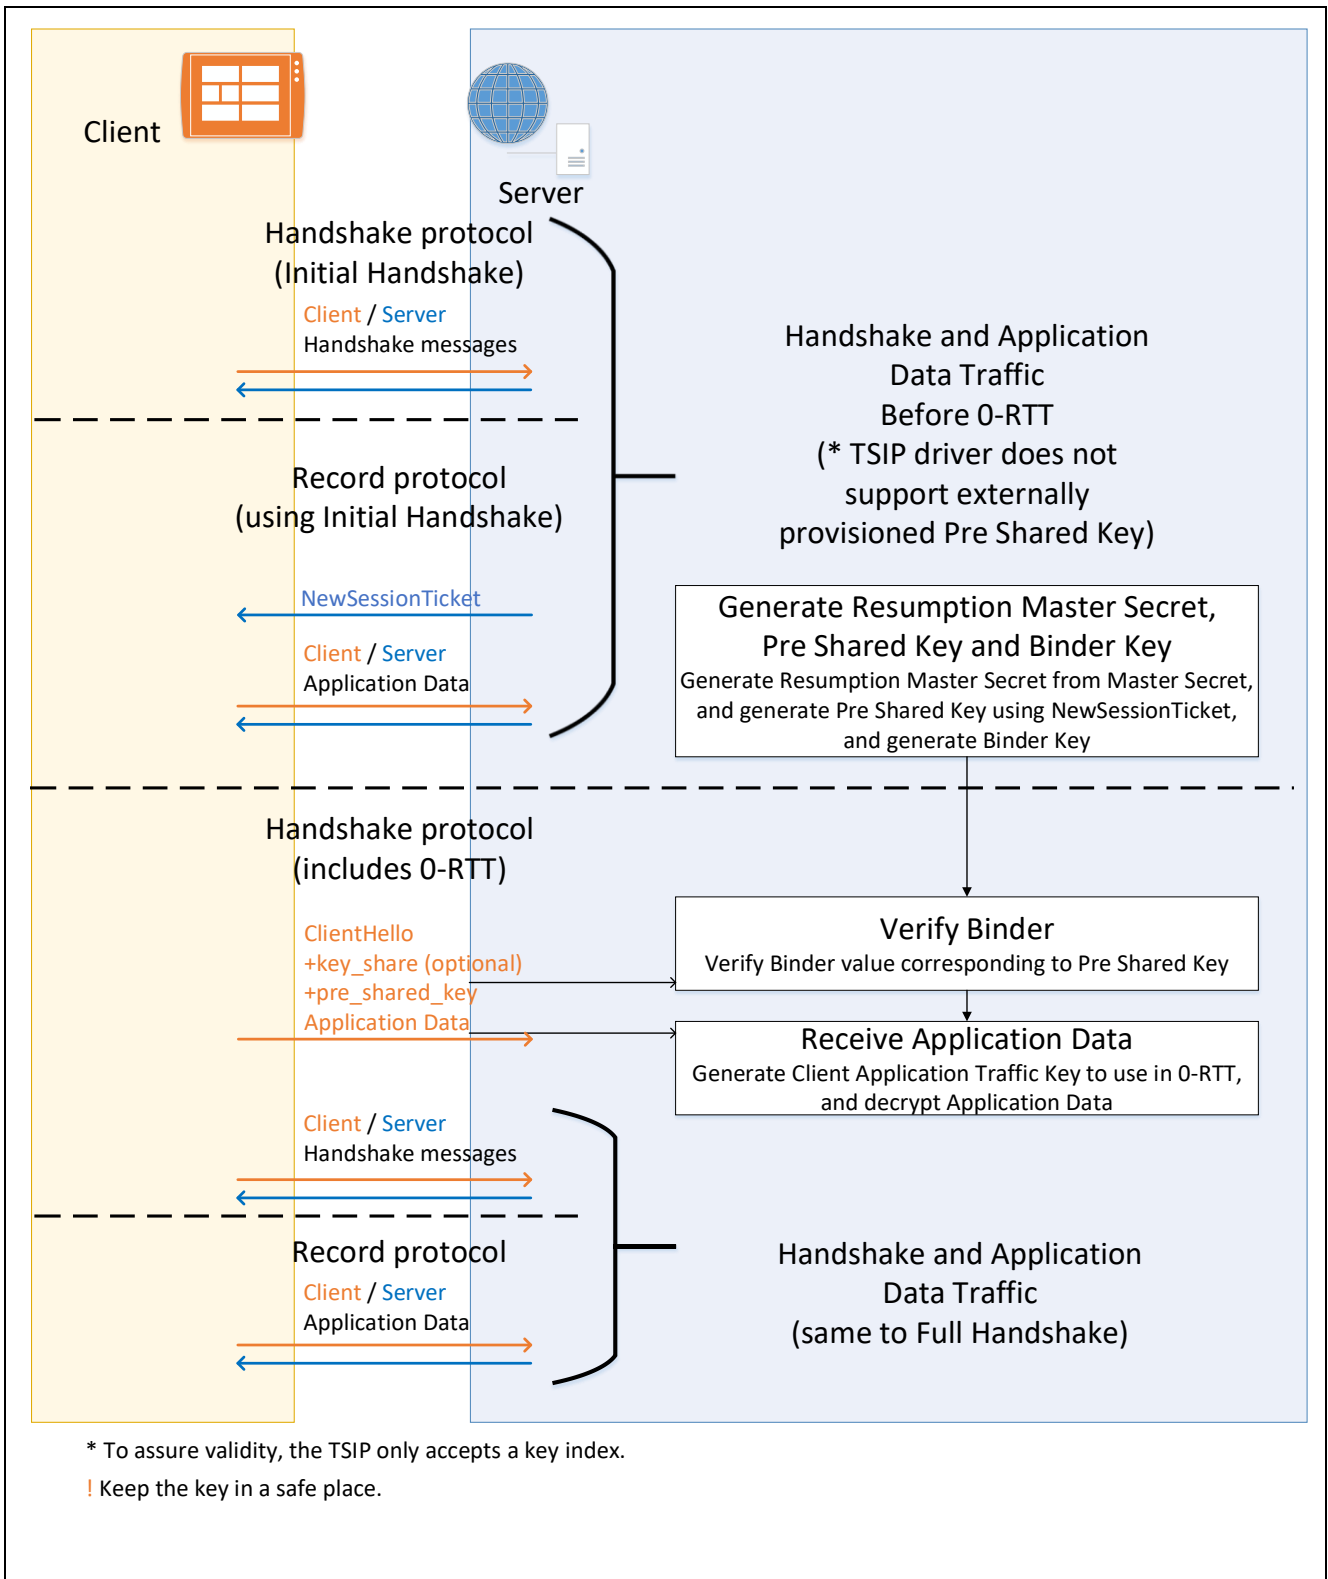 Client
Server
Handshake protocol
(Initial Handshake)
Client / Server
Handshake messages
Handshake and Application
Data Traffic
Before 0-RTT
(* TSIP driver does not
support externally
provisioned Pre Shared Key)
Record protocol
(using Initial Handshake)
NewSessionTicket
Client / Server
Application Data
Generate Resumption Master Secret,
Pre Shared Key and Binder Key
Generate Resumption Master Secret from Master Secret,
and generate Pre Shared Key using NewSessionTicket,
and generate Binder Key
Handshake protocol
(includes 0-RTT)
ClientHello
+key_share (optional)
+pre_shared_key
Application Data
Verify Binder
Verify Binder value corresponding to Pre Shared Key
Receive Application Data
Generate Client Application Traffic Key to use in 0-RTT,
and decrypt Application Data
Client / Server
Handshake messages
Record protocol
Client / Server
Application Data
Handshake and Application
Data Traffic
(same to Full Handshake)
* To assure validity, the TSIP only accepts a key index.
! Keep the key in a safe place.